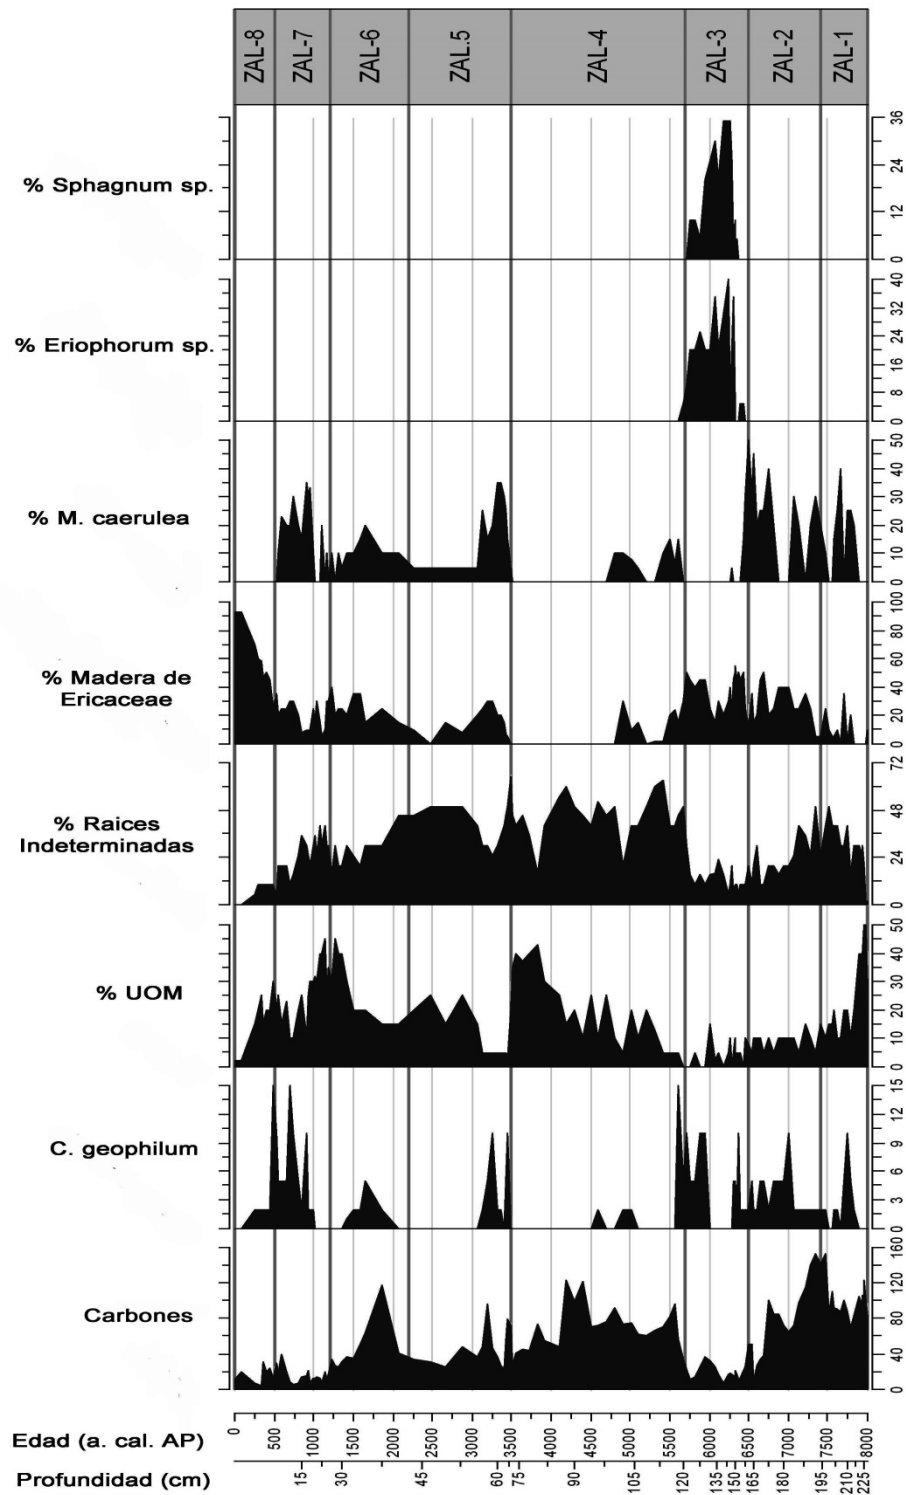 ZAL-8 ZAL-7 ZAL-6 ZAL.5 ZAL-4 ZAL-3 ZAL-2 ZAL-1
% Sphagnum sp.
0 12 24 36
% Eriophorum sp.
0 8 16 24 32 40
% M. caerulea
0 10 20 30 40 50
% Madera de
Ericaceae
0 20 40 60 80 100
% Raices
Indeterminadas
0 24 48 72
% UOM
0 10 20 30 40 50
C. geophilum
3 6 9 12 15
Carbones
0 40 80 120 160
Edad (a. cal. AP)
0 500 1000 1500 2000 2500 3000 3500 4000 4500 5000 5500 6000 6500 7000 7500 8000
Profundidad (cm)
15 30 45 60 75 90 105 120 135 150 165 180 195 210 225